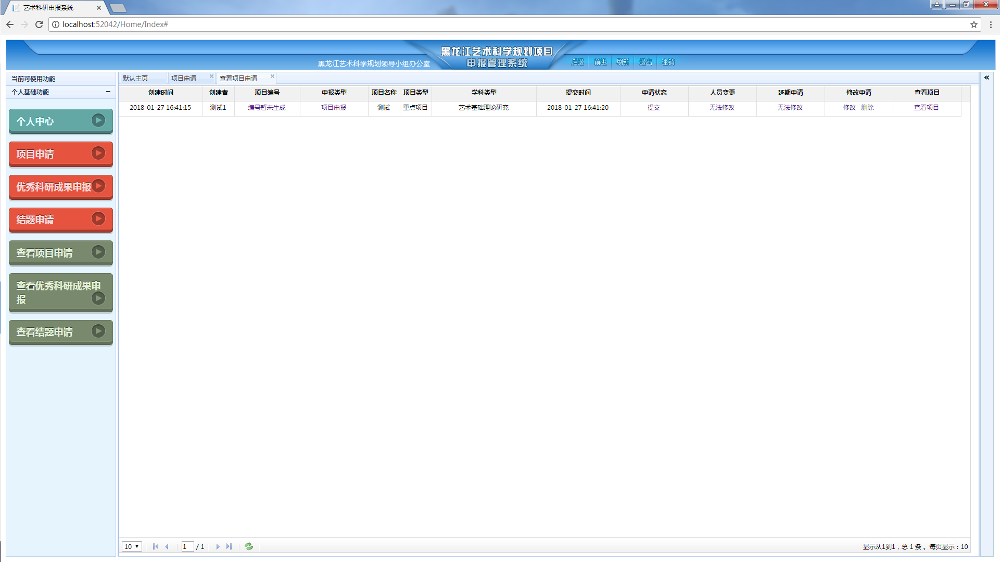 艺术科研申报系统
localhost:52042/Home/Index#
黑龙江艺术科学规划领导小组办公室
黑龙江艺术科学规划项目
申报管理系统
后退 前进 刷新 退出 注销
当前可使用功能
个人基础功能
个人中心
项目申请
优秀科研成果申报
结题申请
查看项目申请
查看优秀科研成果申
报
查看结题申请
默认主页 项目申请 查看项目申请
创建时间 创建者 项目编号 申报类型 项目名称 项目类型 学科类型 提交时间 申请状态 人员变更 延期申请 修改申请 查看项目
2018-01-27 16:41:15 测试1 编号暂未生成 项目申报 测试 重点项目 艺术基础理论研究 2018-01-27 16:41:20 提交 无法修改 无法修改 修改 删除 查看项目
10 1 / 1
显示从1到1，总 1 条 。每页显示：10